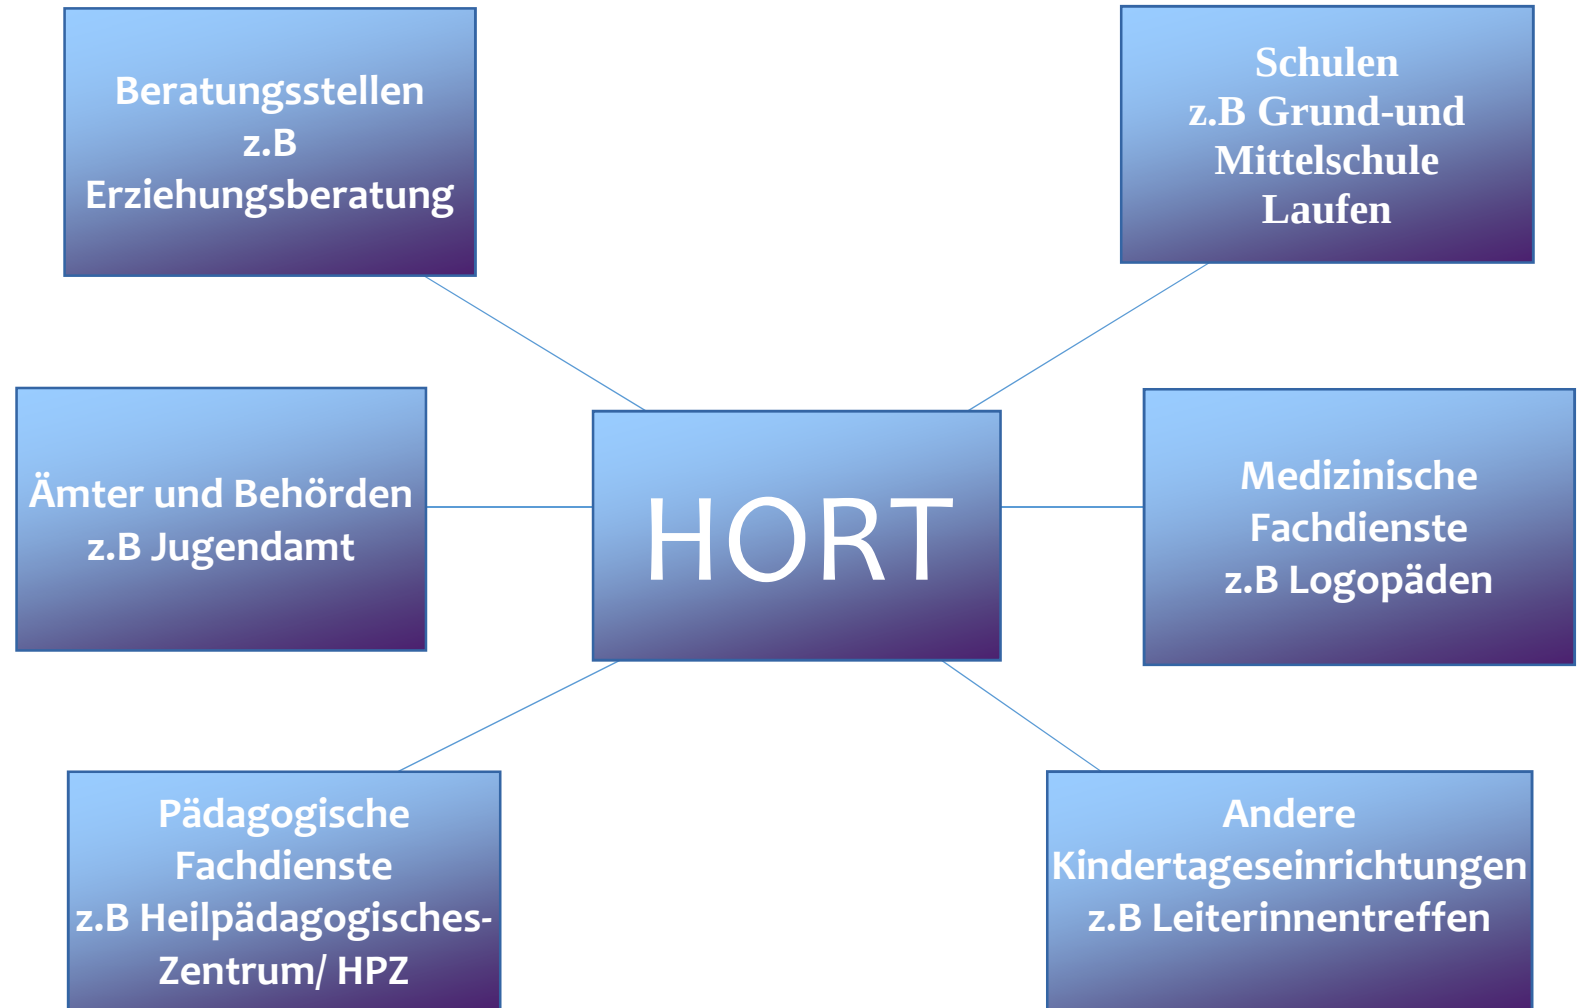 Beratungsstellen
z.B
Erziehungsberatung
Schulen
z.B Grund-und
Mittelschule
Laufen
Ämter und Behörden
z.B Jugendamt
HORT
Medizinische
Fachdienste
z.B Logopäden
Pädagogische
Fachdienste
z.B Heilpädagogisches-
Zentrum/ HPZ
Andere
Kindertageseinrichtungen
z.B Leiterinnentreffen